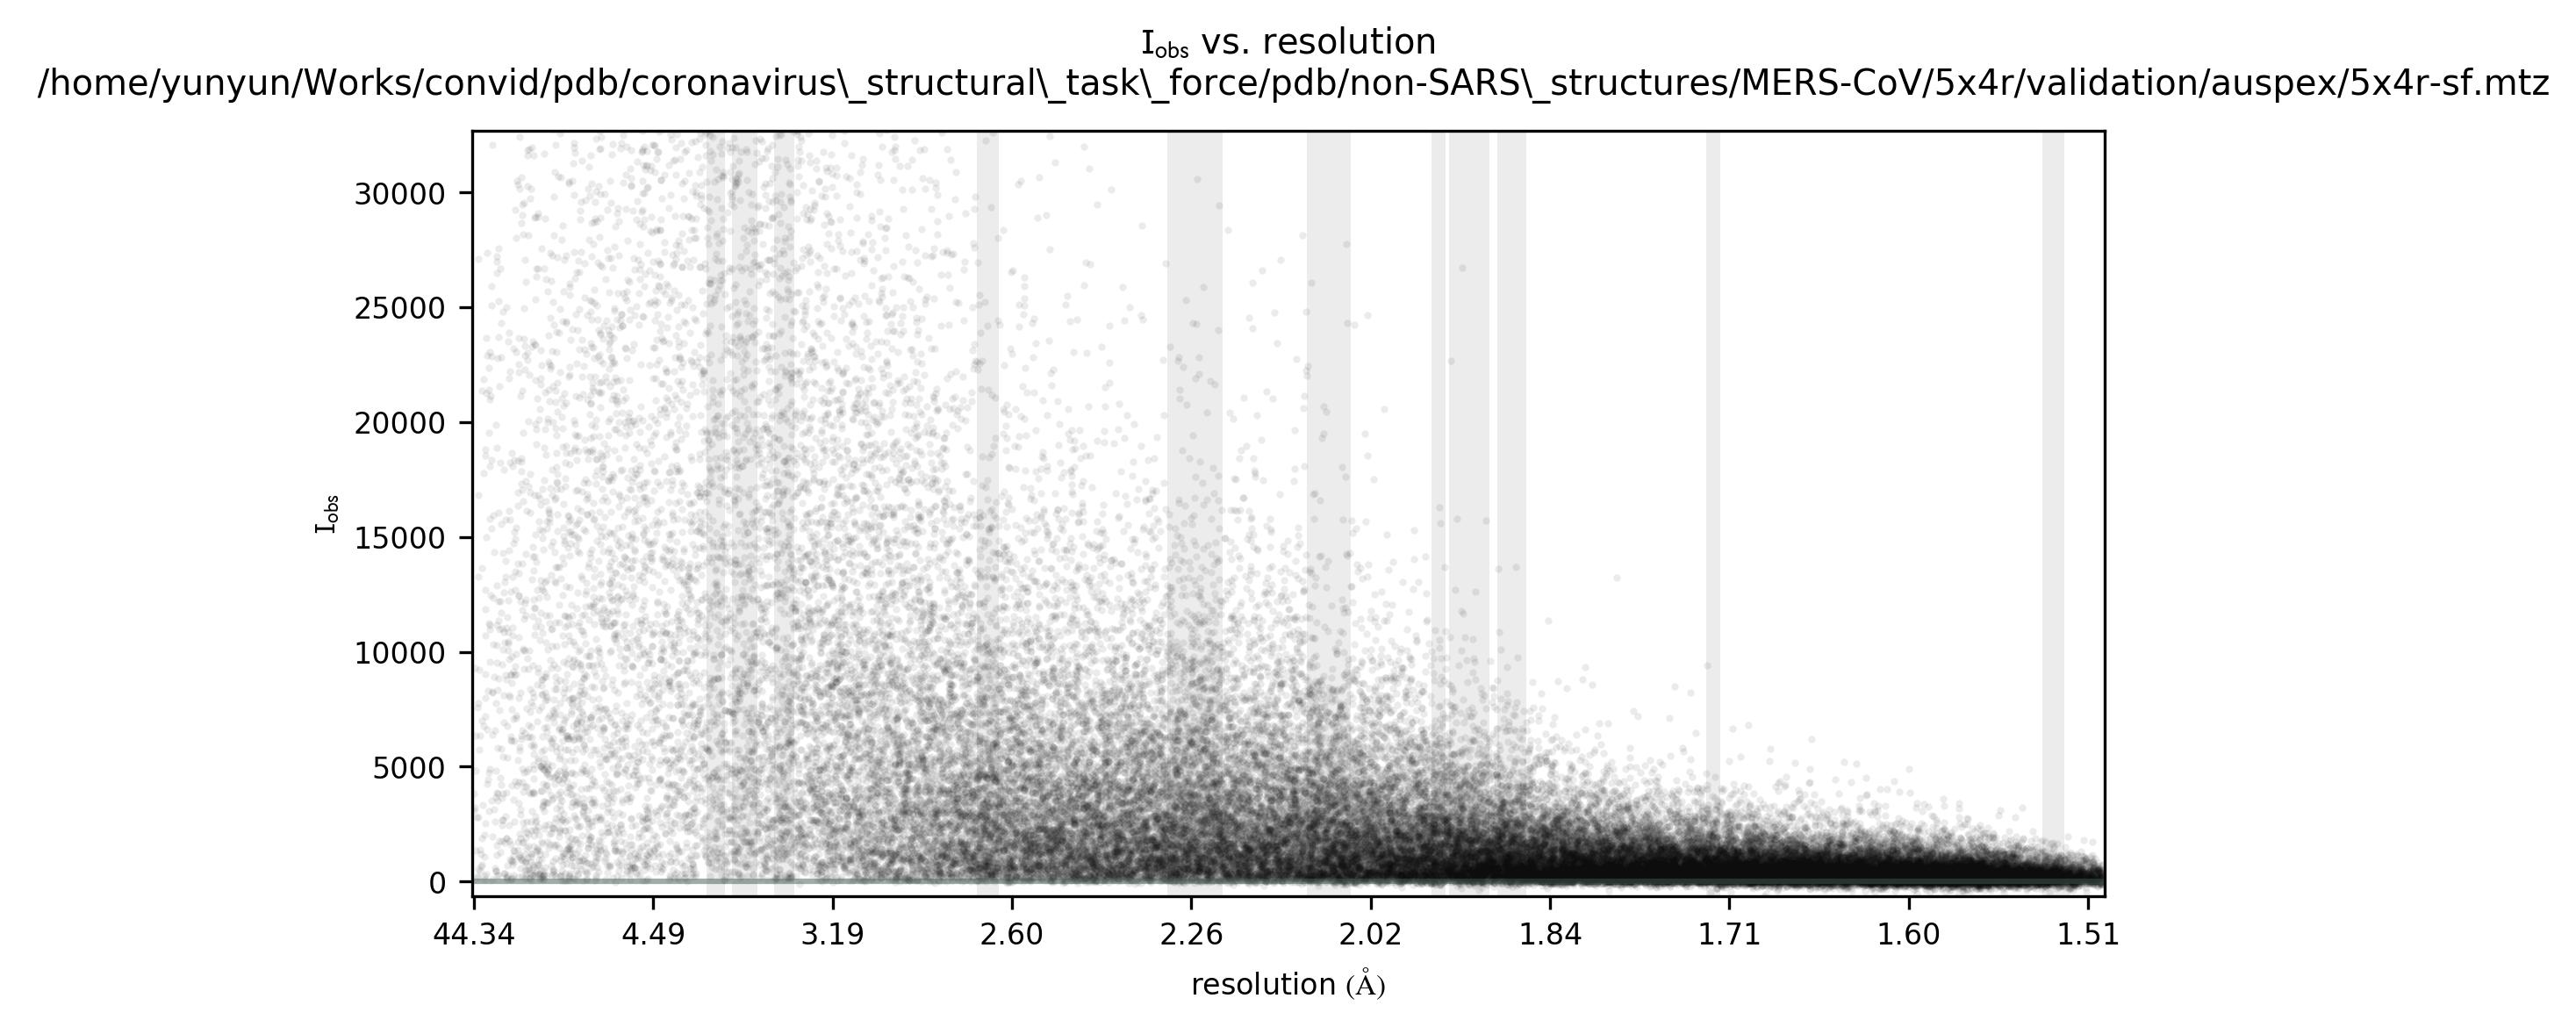 I_obs vs. resolution
/home/yunyun/Works/convid/pdb/coronavirus\_structural\_task\_force/pdb/non-SARS\_structures/MERS-CoV/5x4r/validation/auspex/5x4r-sf.mtz
30000
25000
20000
15000
10000
5000
0
I_obs
44.34 4.49 3.19 2.60 2.26 2.02 1.84 1.71 1.60 1.51
resolution (Å)